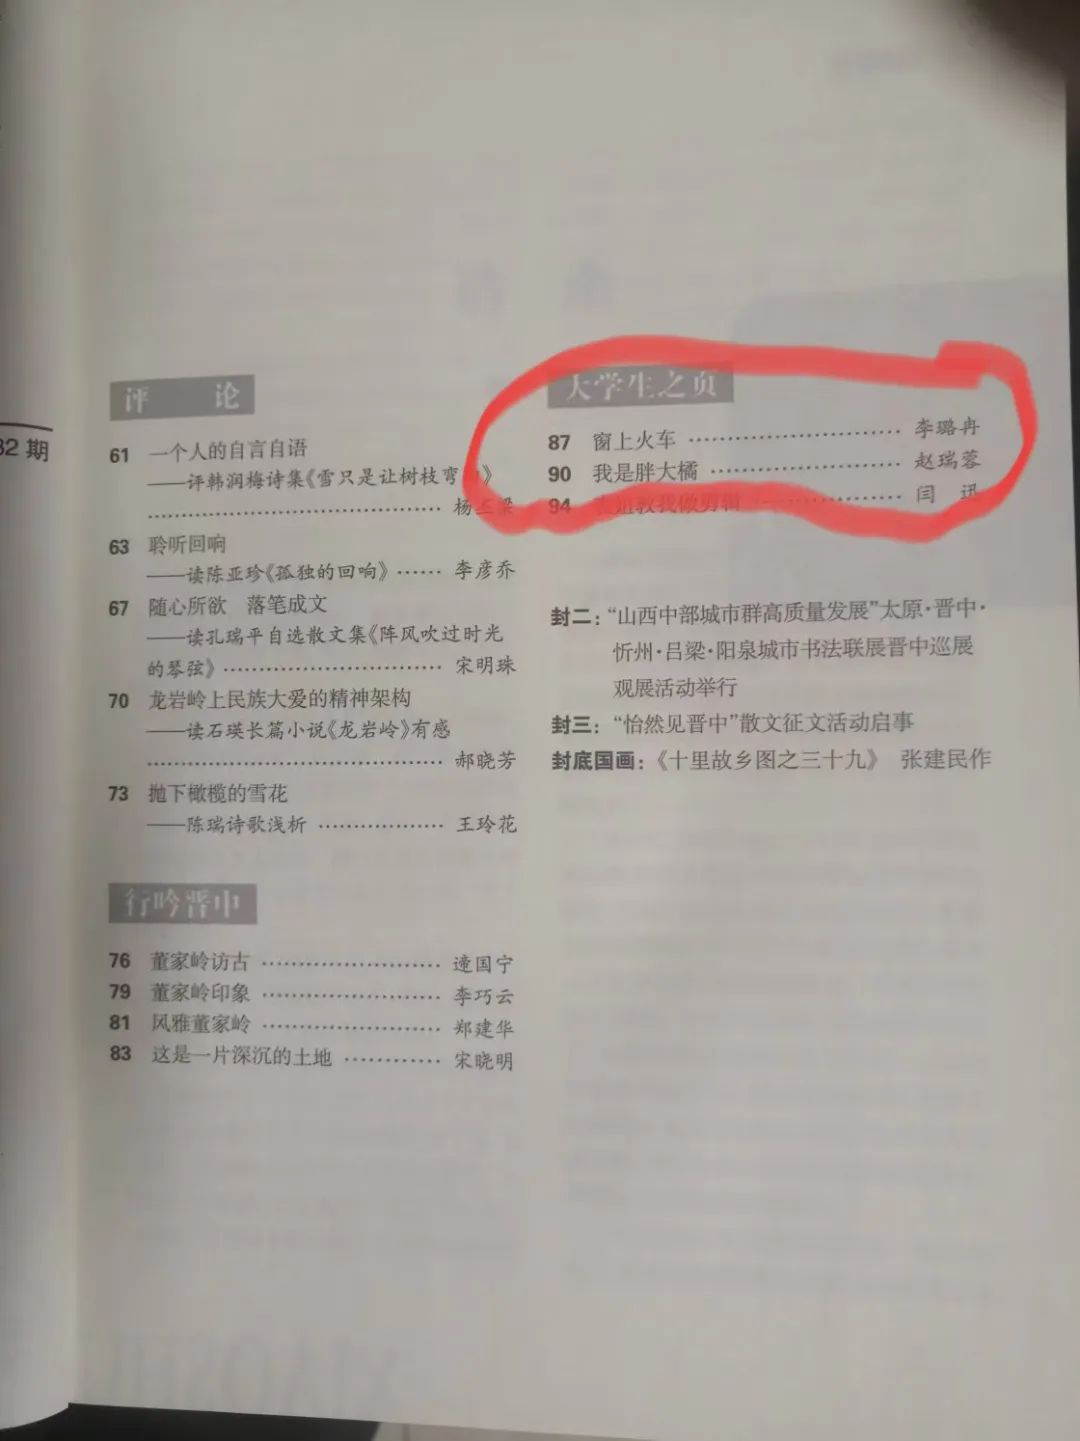 32期
评 论
61 一个人的自言自语
——评韩润梅诗集《雪只是让树枝弯 》
…………………………………… 杨 梁
63 聆听回响
——读陈亚珍《孤独的回响》…… 李彦乔
67 随心所欲 落笔成文
——读孔瑞平自选散文集《阵风吹过时光
的琴弦》………………………… 宋明珠
70 龙岩岭上民族大爱的精神架构
——读石瑛长篇小说《龙岩岭》有感
…………………………………… 郝晓芳
73 抛下橄榄的雪花
——陈瑞诗歌浅析 ……………… 王玲花
行吟晋中
76 董家岭访古 …………………… 逯国宁
79 董家岭印象 …………………… 李巧云
81 风雅董家岭 …………………… 郑建华
83 这是一片深沉的土地 ………… 宋晓明
大学生之页
87 窗上火车 ………………………… 李璐冉
90 我是胖大橘 ……………………… 赵瑞蓉
94 教我做剪辑 ………………… 闫 迅
封二：“山西中部城市群高质量发展”太原·晋中·
忻州·吕梁·阳泉城市书法联展晋中巡展
观展活动举行
封三：“怡然见晋中”散文征文活动启事
封底国画：《十里故乡图之三十九》 张建民作